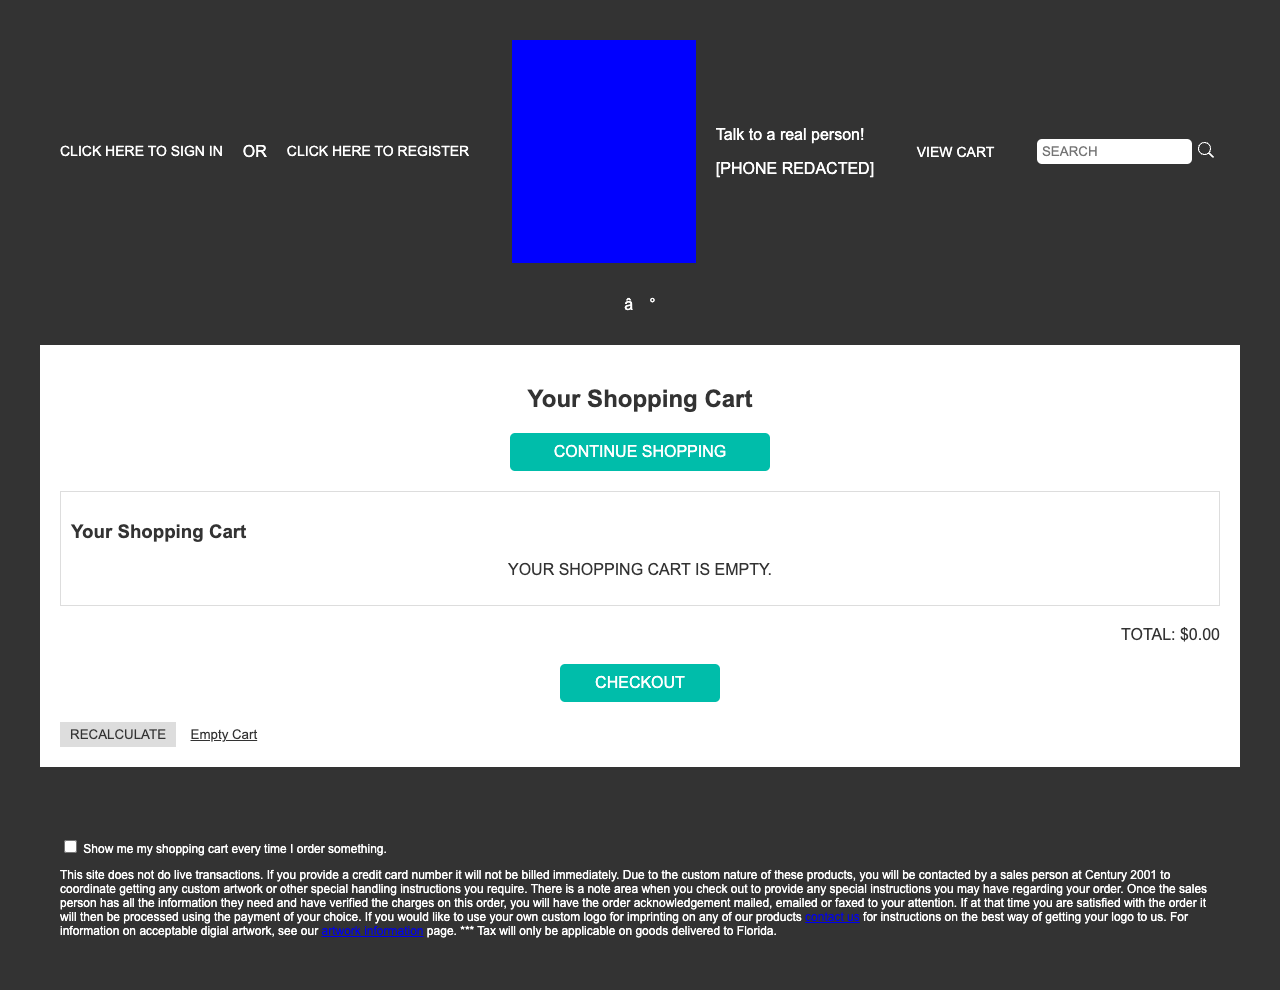 CLICK HERE TO SIGN IN OR CLICK HERE TO REGISTER
Talk to a real person!
[PHONE REDACTED]
VIEW CART
SEARCH
â °
Your Shopping Cart
CONTINUE SHOPPING
Your Shopping Cart
YOUR SHOPPING CART IS EMPTY.
TOTAL: $0.00
CHECKOUT
RECALCULATE Empty Cart
Show me my shopping cart every time I order something.
This site does not do live transactions. If you provide a credit card number it will not be billed immediately. Due to the custom nature of these products, you will be contacted by a sales person at Century 2001 to
coordinate getting any custom artwork or other special handling instructions you require. There is a note area when you check out to provide any special instructions you may have regarding your order. Once the sales
person has all the information they need and have verified the charges on this order, you will have the order acknowledgement mailed, emailed or faxed to your attention. If at that time you are satisfied with the order it
will then be processed using the payment of your choice. If you would like to use your own custom logo for imprinting on any of our products contact us for instructions on the best way of getting your logo to us. For
information on acceptable digial artwork, see our artwork information page. *** Tax will only be applicable on goods delivered to Florida.